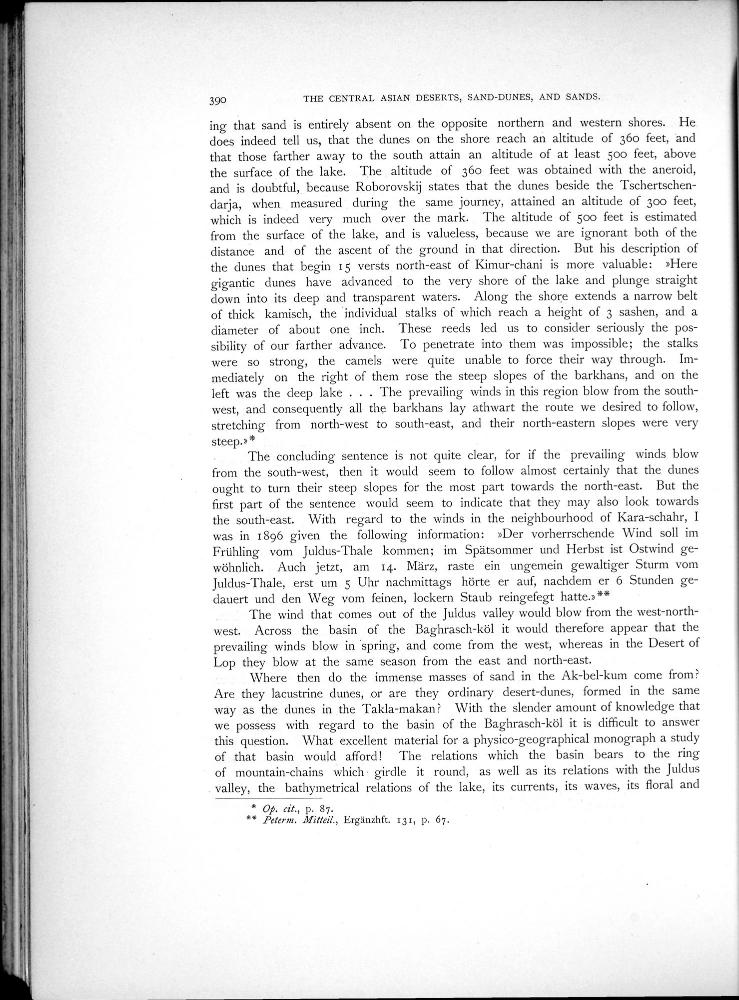 390 THE CENTRAL ASIAN DESERTS, SAND-DUNES, AND SANDS.
ing that sand is entirely absent on the opposite northern and western shores. He
does indeed tell us, that the dunes on the shore reach an altitude of 360 feet, and
that those farther away to the south attain an altitude of at least 500 feet, above
the surface of the lake. The altitude of 360 feet was obtained with the aneroid,
and is doubtful, because Roborovskij states that the dunes beside the Tschertschen-
darja, when measured during the same journey, attained an altitude of 300 feet,
which is indeed very much over the mark. The altitude of 500 feet is estimated
from the surface of the lake, and is valueless, because we are ignorant both of the
distance and of the ascent of the ground in that direction. But his description of
the dunes that begin 15 versts north-east of Kimur-chani is more valuable: »Here
gigantic dunes have advanced to the very shore of the lake and plunge straight
down into its deep and transparent waters. Along the shore extends a narrow belt
of thick kamisch, the individual stalks of which reach a height of 3 sashen, and a
diameter of about one inch. These reeds led us to consider seriously the pos-
sibility of our farther advance. To penetrate into them was impossible; the stalks
were so strong, the camels were quite unable to force their way through. Im-
mediately on the right of them rose the steep slopes of the barkhans, and on the
left was the deep lake . . . The prevailing winds in this region blow from the south-
west, and consequently all the barkhans lay athwart the route we desired to follow,
stretching from north-west to south-east, and their north-eastern slopes were very
steep.»*
The concluding sentence is not quite clear, for if the prevailing winds blow
from the south-west, then it would seem to follow almost certainly that the dunes
ought to turn their steep slopes for the most part towards the north-east. But the
first part of the sentence would seem to indicate that they may also look towards
the south-east. With regard to the winds in the neighbourhood of Kara-schahr, I
was in 1896 given the following information: »Der vorherrschende Wind soll im
Frühling vom Juldus-Thale kommen; im Spätsommer und Herbst ist Ostwind ge-
wöhnlich. Auch jetzt, am 14. März, raste ein ungemein gewaltiger Sturm vom
Juldus-Thale, erst um 5 Uhr nachmittags hörte er auf, nachdem er 6 Stunden ge-
dauert und den Weg vom feinen, lockern Staub reingefegt hatte.»**
The wind that comes out of the Juldus valley would blow from the west-north-
west. Across the basin of the Baghrasch-köl it would therefore appear that the
prevailing winds blow in spring, and come from the west, whereas in the Desert of
Lop they blow at the same season from the east and north-east.
Where then do the immense masses of sand in the Ak-bel-kum come from?
Are they lacustrine dunes, or are they ordinary desert-dunes, formed in the same
way as the dunes in the Takla-makan? With the slender amount of knowledge that
we possess with regard to the basin of the Baghrasch-köl it is difficult to answer
this question. What excellent material for a physico-geographical monograph a study
of that basin would afford! The relations which the basin bears to the ring
of mountain-chains which girdle it round, as well as its relations with the Juldus
valley, the bathymetrical relations of the lake, its currents, its waves, its floral and
* Op. cit., p. 87.
** Peterm. Mitteil., Ergänzhft. 131, p. 67.